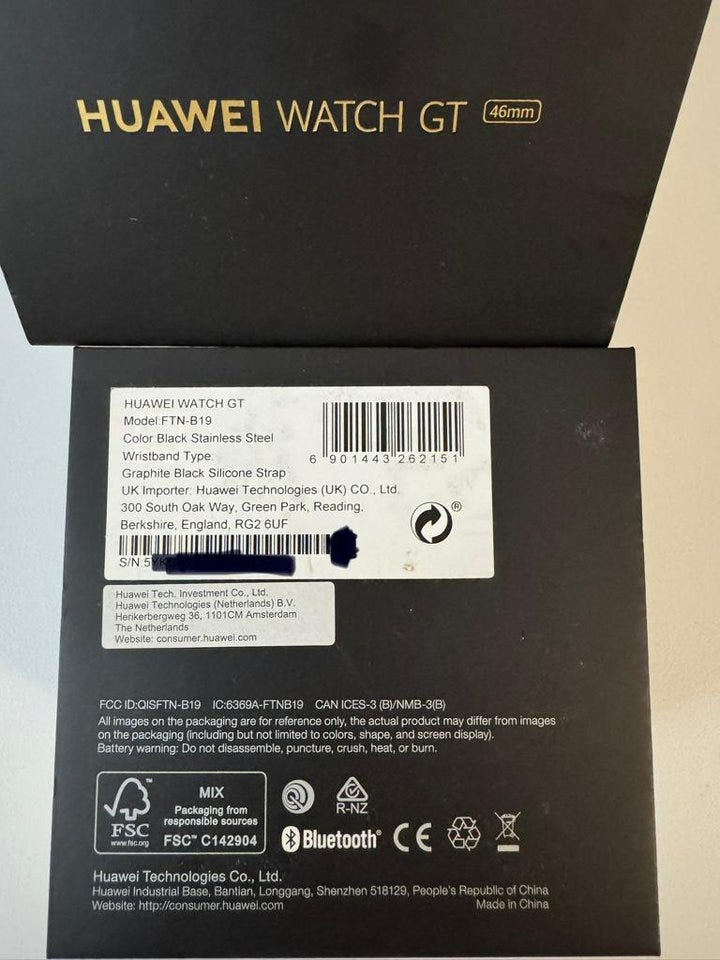 HUAWEI WATCH GT 46mm
HUAWEI WATCH GT
Model:FTN-B19
Color Black Stainless Steel
Wristband Type:
Graphite Black Silicone Strap
6 901443 262151
UK Importer: Huawei Technologies (UK) CO., Ltd.
300 South Oak Way, Green Park, Reading,
Berkshire, England, RG2 6UF
®
S/N:5YK
Huawei Tech. Investment Co., Ltd.
Huawei Technologies (Netherlands) B.V.
Herikerbergweg 36, 1101CM Amsterdam
The Netherlands
Website: consumer.huawei.com
FCC ID:QISFTN-B19 IC:6369A-FTNB19 CAN ICES-3 (B)/NMB-3(B)
All images on the packaging are for reference only, the actual product may differ from images
on the packaging (including but not limited to colors, shape, and screen display).
Battery warning: Do not disassemble, puncture, crush, heat, or burn.
FSC
www.fsc.org
™
MIX
Packaging from
responsible sources
FSC™ C142904
R-NZ
Bluetooth®
CE
Huawei Technologies Co., Ltd.
Huawei Industrial Base, Bantian, Longgang, Shenzhen 518129, People's Republic of China
Website: http://consumer.huawei.com Made in China